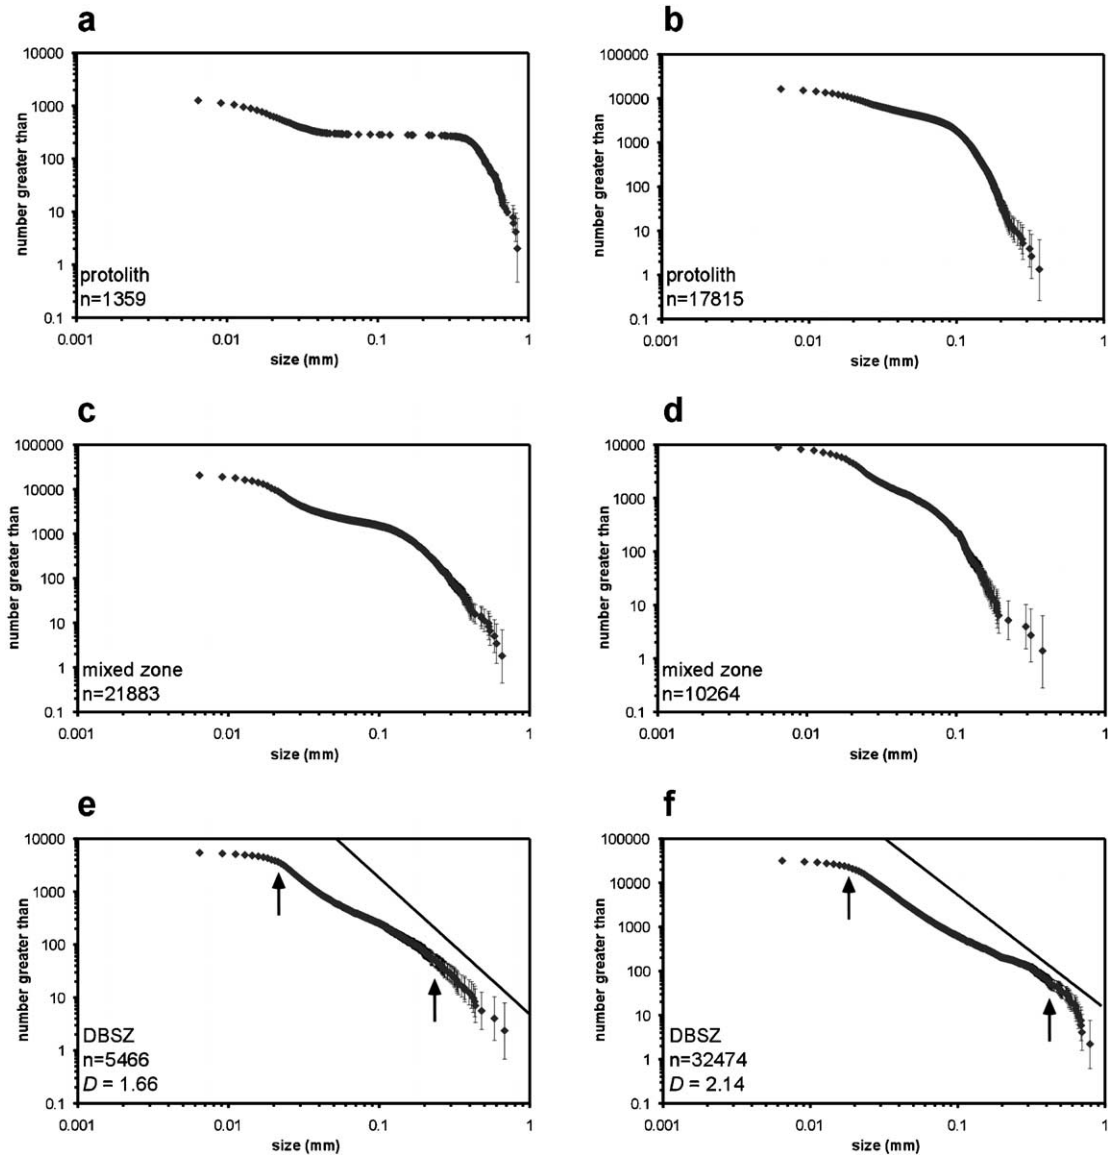 a
10000
1000
100
10
1
0.1
number greater than
protolith
n=1359
0.001
0.01
0.1
1
size (mm)
b
100000
10000
1000
100
10
1
0.1
number greater than
protolith
n=17815
0.001
0.01
0.1
1
size (mm)
c
100000
10000
1000
100
10
1
0.1
number greater than
mixed zone
n=21883
0.001
0.01
0.1
1
size (mm)
d
10000
1000
100
10
1
0.1
number greater than
mixed zone
n=10264
0.001
0.01
0.1
1
size (mm)
e
10000
1000
100
10
1
0.1
number greater than
DBSZ
n=5466
D = 1.66
0.001
0.01
0.1
1
size (mm)
f
100000
10000
1000
100
10
1
0.1
number greater than
DBSZ
n=32474
D = 2.14
0.001
0.01
0.1
1
size (mm)